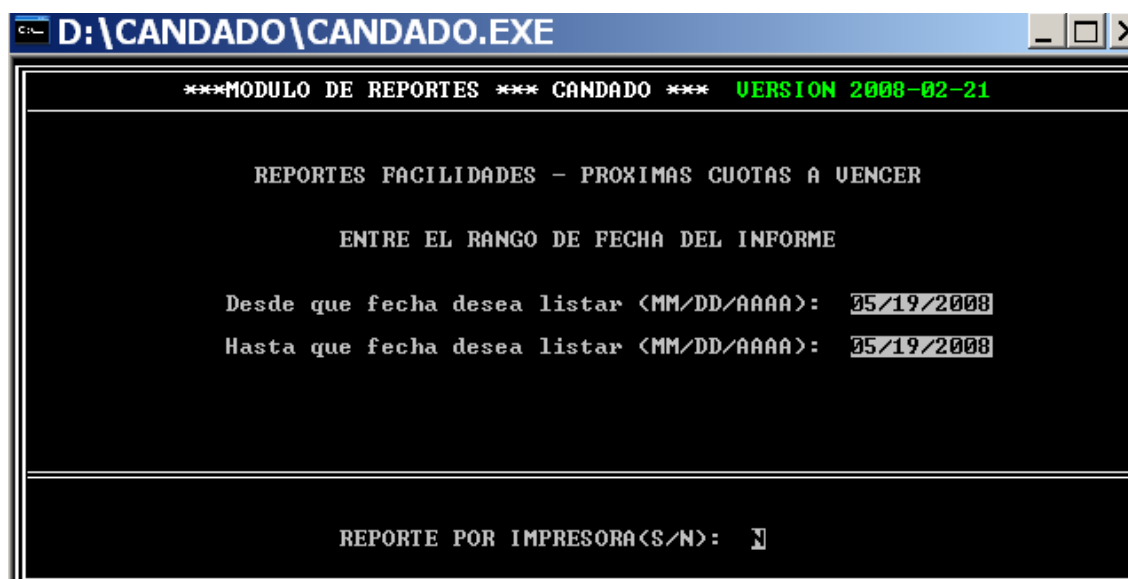 D:\CANDADO\CANDADO.EXE
***MODULO DE REPORTES *** CANDADO *** VERSION 2008-02-21
REPORTES FACILIDADES - PROXIMAS CUOTAS A VENCER
ENTRE EL RANGO DE FECHA DEL INFORME
Desde que fecha desea listar (MM/DD/AAAA): 05/19/2008
Hasta que fecha desea listar (MM/DD/AAAA): 05/19/2008
REPORTE POR IMPRESORA(S/N): N